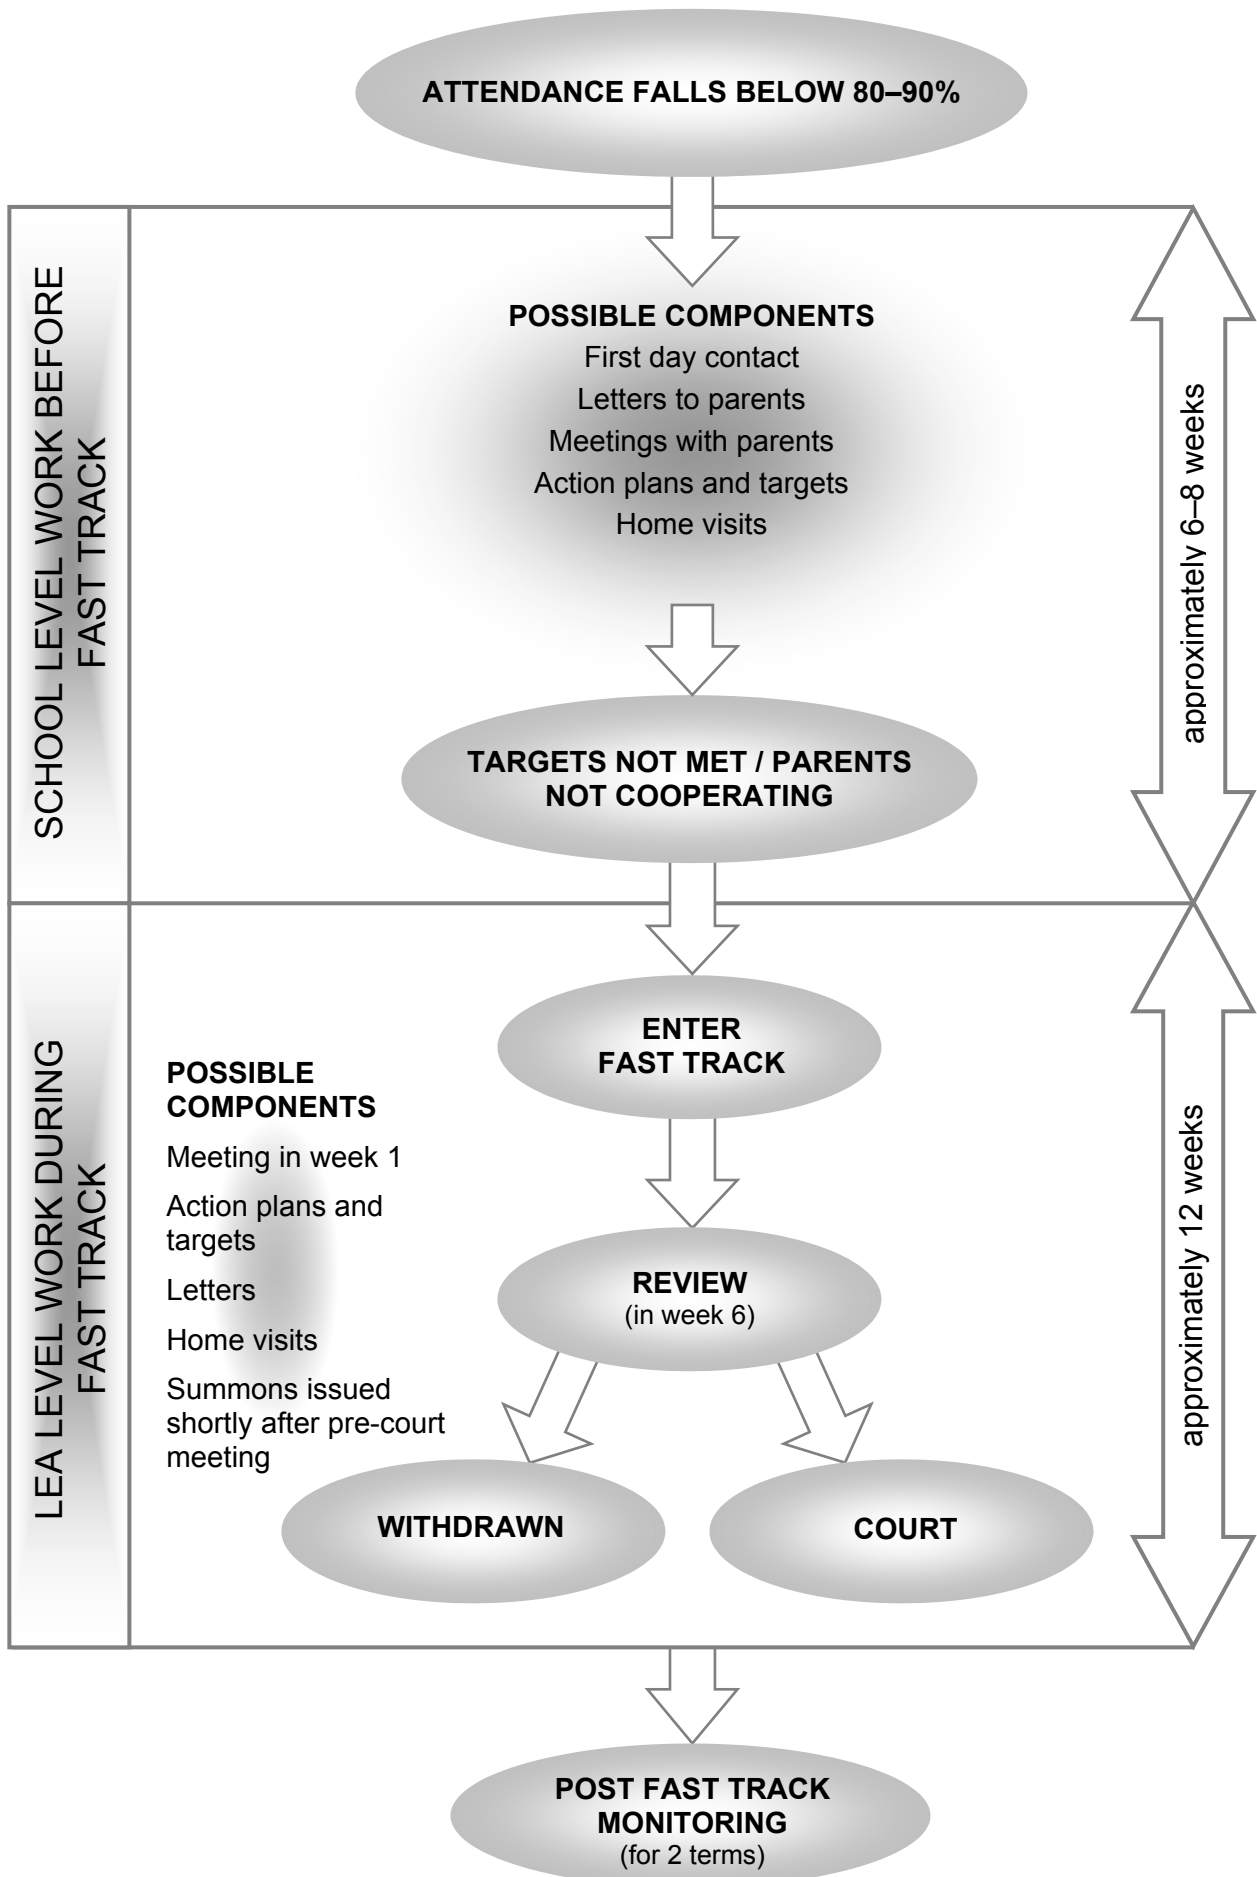 ATTENDANCE FALLS BELOW 80–90%
SCHOOL LEVEL WORK BEFORE
FAST TRACK
POSSIBLE COMPONENTS
First day contact
Letters to parents
Meetings with parents
Action plans and targets
Home visits
approximately 6–8 weeks
TARGETS NOT MET / PARENTS
NOT COOPERATING
LEA LEVEL WORK DURING
FAST TRACK
ENTER
FAST TRACK
POSSIBLE
COMPONENTS
Meeting in week 1
Action plans and
targets
Letters
Home visits
Summons issued
shortly after pre-court
meeting
REVIEW
(in week 6)
approximately 12 weeks
WITHDRAWN
COURT
POST FAST TRACK
MONITORING
(for 2 terms)